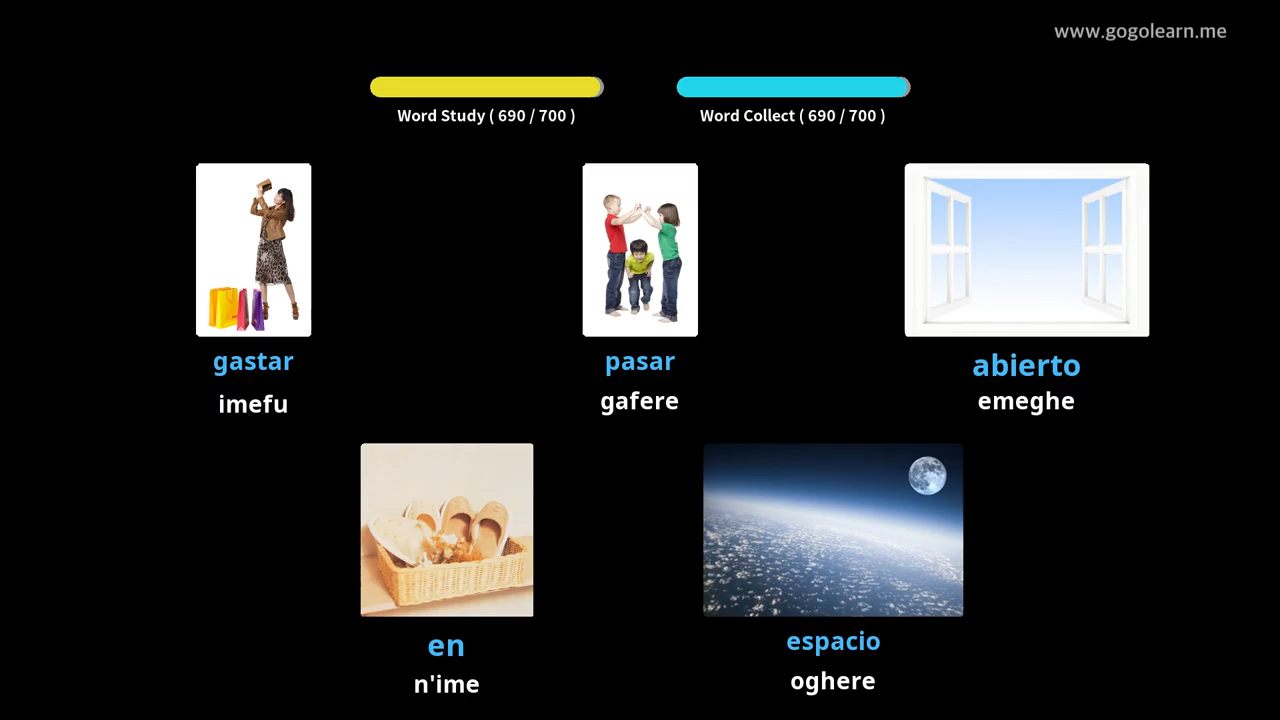 www.gogolearn.me
Word Study ( 690 / 700 )
Word Collect ( 690 / 700 )
gastar
imefu
pasar
gafere
abierto
emeghe
en
n'ime
espacio
oghere